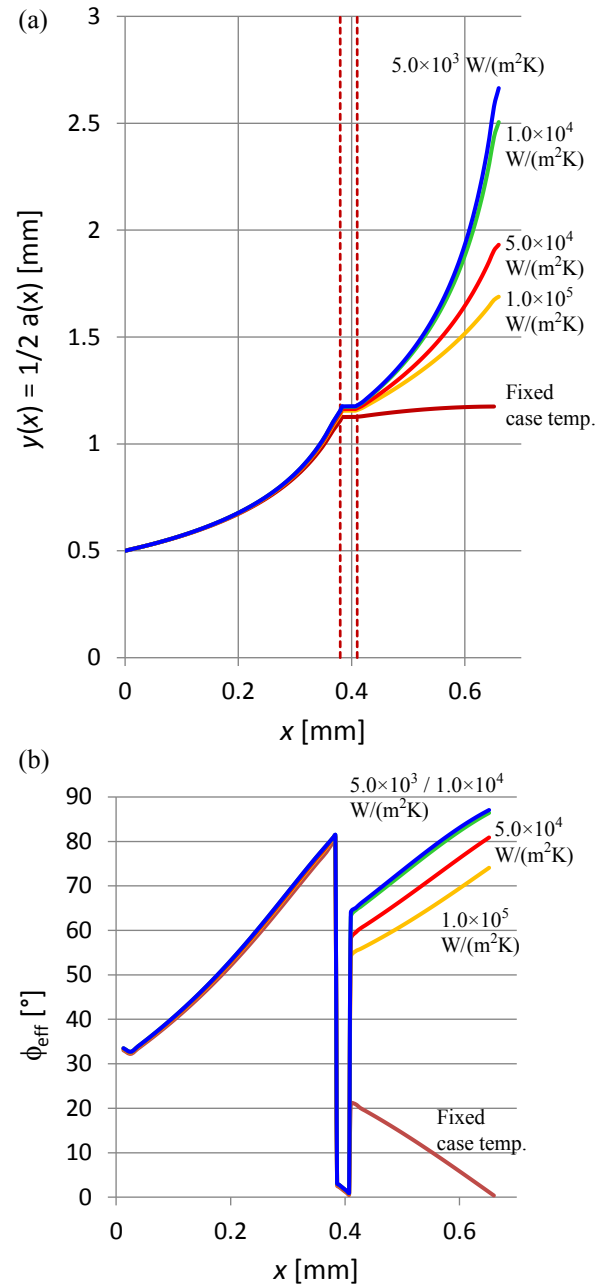 (a)
3
2.5
2
1.5
1
0.5
0
y(x) = 1/2 a(x) [mm]
5.0×10³ W/(m²K)
1.0×10⁴
W/(m²K)
5.0×10⁴
W/(m²K)
1.0×10⁵
W/(m²K)
Fixed
case temp.
0 0.2 0.4 0.6
x [mm]
(b)
90
80
70
60
50
40
30
20
10
0
ϕeff [°]
5.0×10³ / 1.0×10⁴
W/(m²K)
5.0×10⁴
W/(m²K)
1.0×10⁵
W/(m²K)
Fixed
case temp.
0 0.2 0.4 0.6
x [mm]